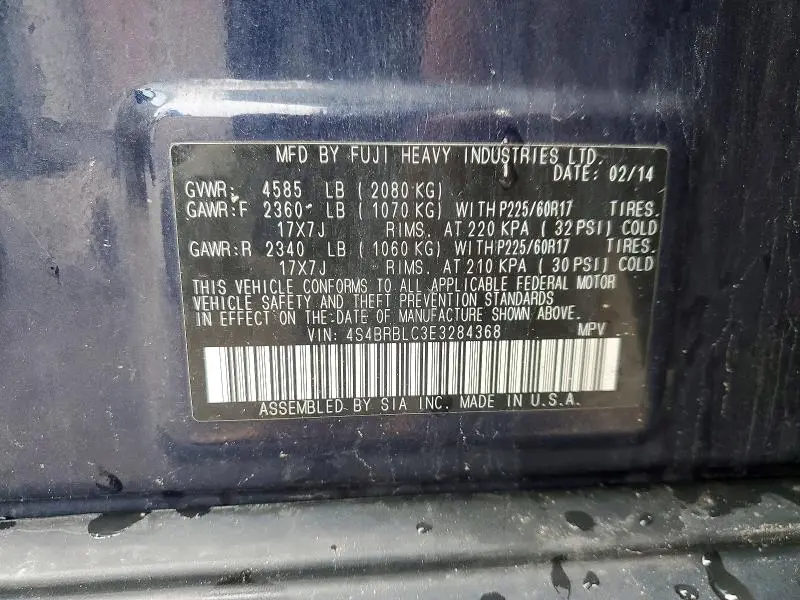 MFD BY FUJI HEAVY INDUSTRIES LTD.
DATE: 02/14
GVWR: 4585 LB ( 2080 KG)
GAWR:F 2360 LB ( 1070 KG) WITH P225/60R17 TIRES.
17X7J RIMS. AT 220 KPA ( 32 PSI) COLD
GAWR:R 2340 LB ( 1060 KG) WITH P225/60R17 TIRES.
17X7J RIMS. AT 210 KPA ( 30 PSI) COLD
THIS VEHICLE CONFORMS TO ALL APPLICABLE FEDERAL MOTOR
VEHICLE SAFETY AND THEFT PREVENTION STANDARDS
IN EFFECT ON THE DATE OF MANUFACTURE SHOWN ABOVE.
VIN: 4S4BRBLC3E3284368 MPV
ASSEMBLED BY SIA INC. MADE IN U.S.A.